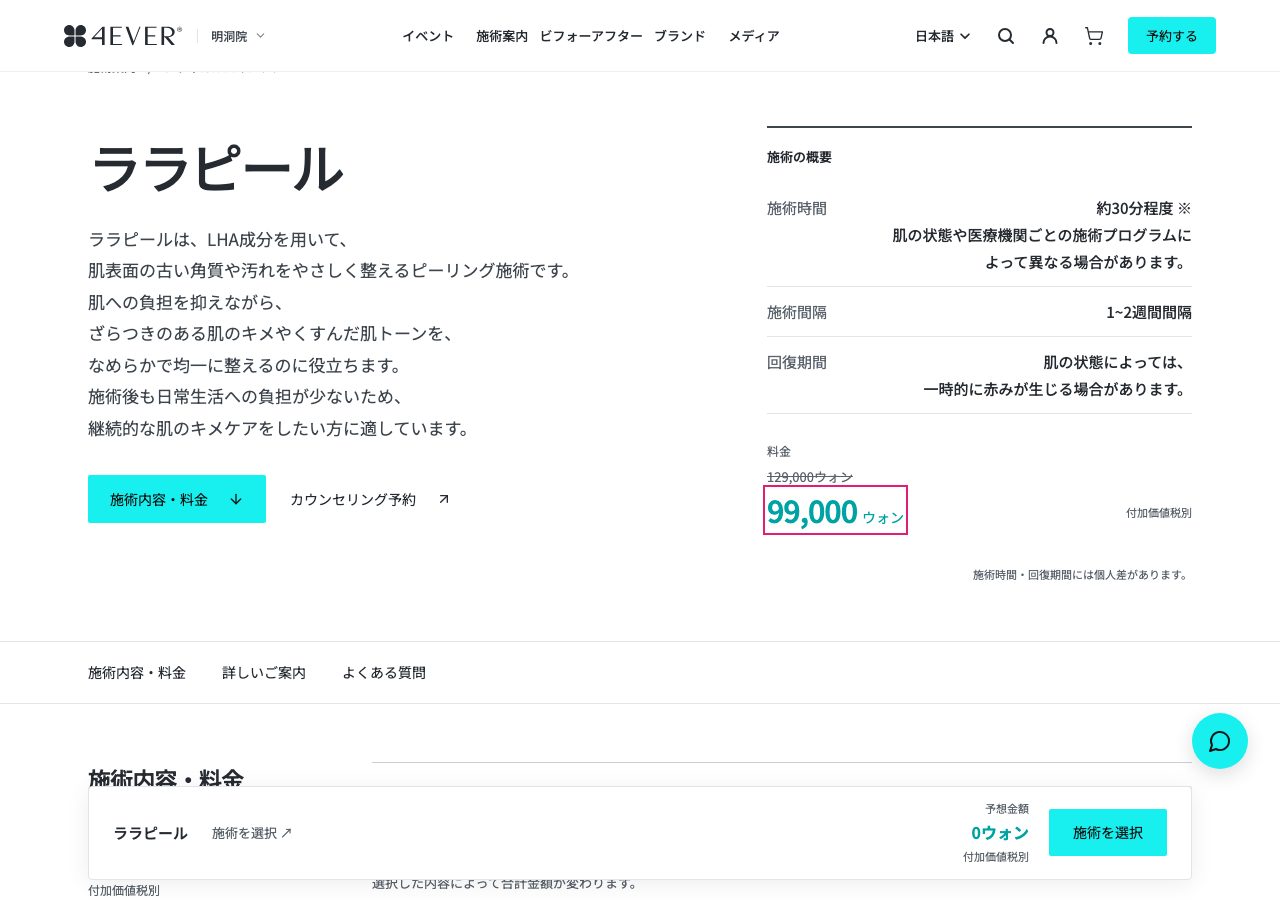 4EVER®
明洞院
イベント 施術案内 ビフォーアフター ブランド メディア
日本語
予約する
ララピール
ララピールは、LHA成分を用いて、
肌表面の古い角質や汚れをやさしく整えるピーリング施術です。
肌への負担を抑えながら、
ざらつきのある肌のキメやくすんだ肌トーンを、
なめらかで均一に整えるのに役立ちます。
施術後も日常生活への負担が少ないため、
継続的な肌のキメケアをしたい方に適しています。
施術内容・料金 ↓
カウンセリング予約 ↗
施術の概要
施術時間
約30分程度 ※
肌の状態や医療機関ごとの施術プログラムに
よって異なる場合があります。
施術間隔
1~2週間間隔
回復期間
肌の状態によっては、
一時的に赤みが生じる場合があります。
料金
129,000ウォン
99,000 ウォン
付加価値税別
施術時間・回復期間には個人差があります。
施術内容・料金 詳しいご案内 よくある質問
施術内容・料金
ララピール
施術を選択 ↗
予想金額
0ウォン
付加価値税別
施術を選択
付加価値税別
選択した内容によって合計金額が変わります。